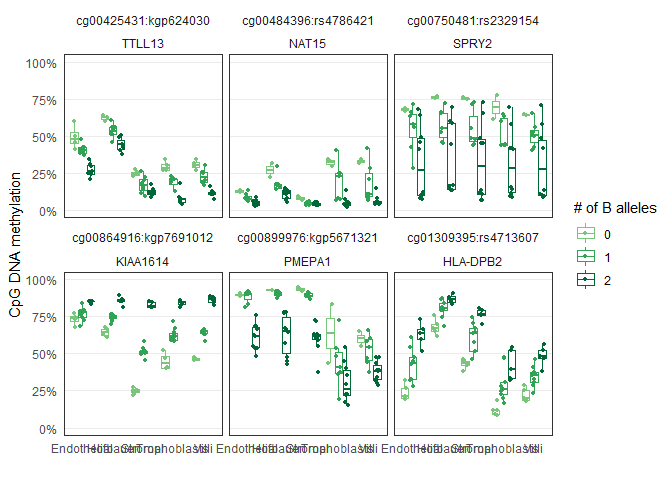 cg00425431:kgp624030 cg00484396:rs4786421 cg00750481:rs2329154
TTLL13 NAT15 SPRY2
100%
75%
50%
25%
0%
cg00864916:kgp7691012 cg00899976:kgp5671321 cg01309395:rs4713607
KIAA1614 PMEPA1 HLA-DPB2
100%
75%
50%
25%
0%
CpG DNA methylation
# of B alleles
0
1
2